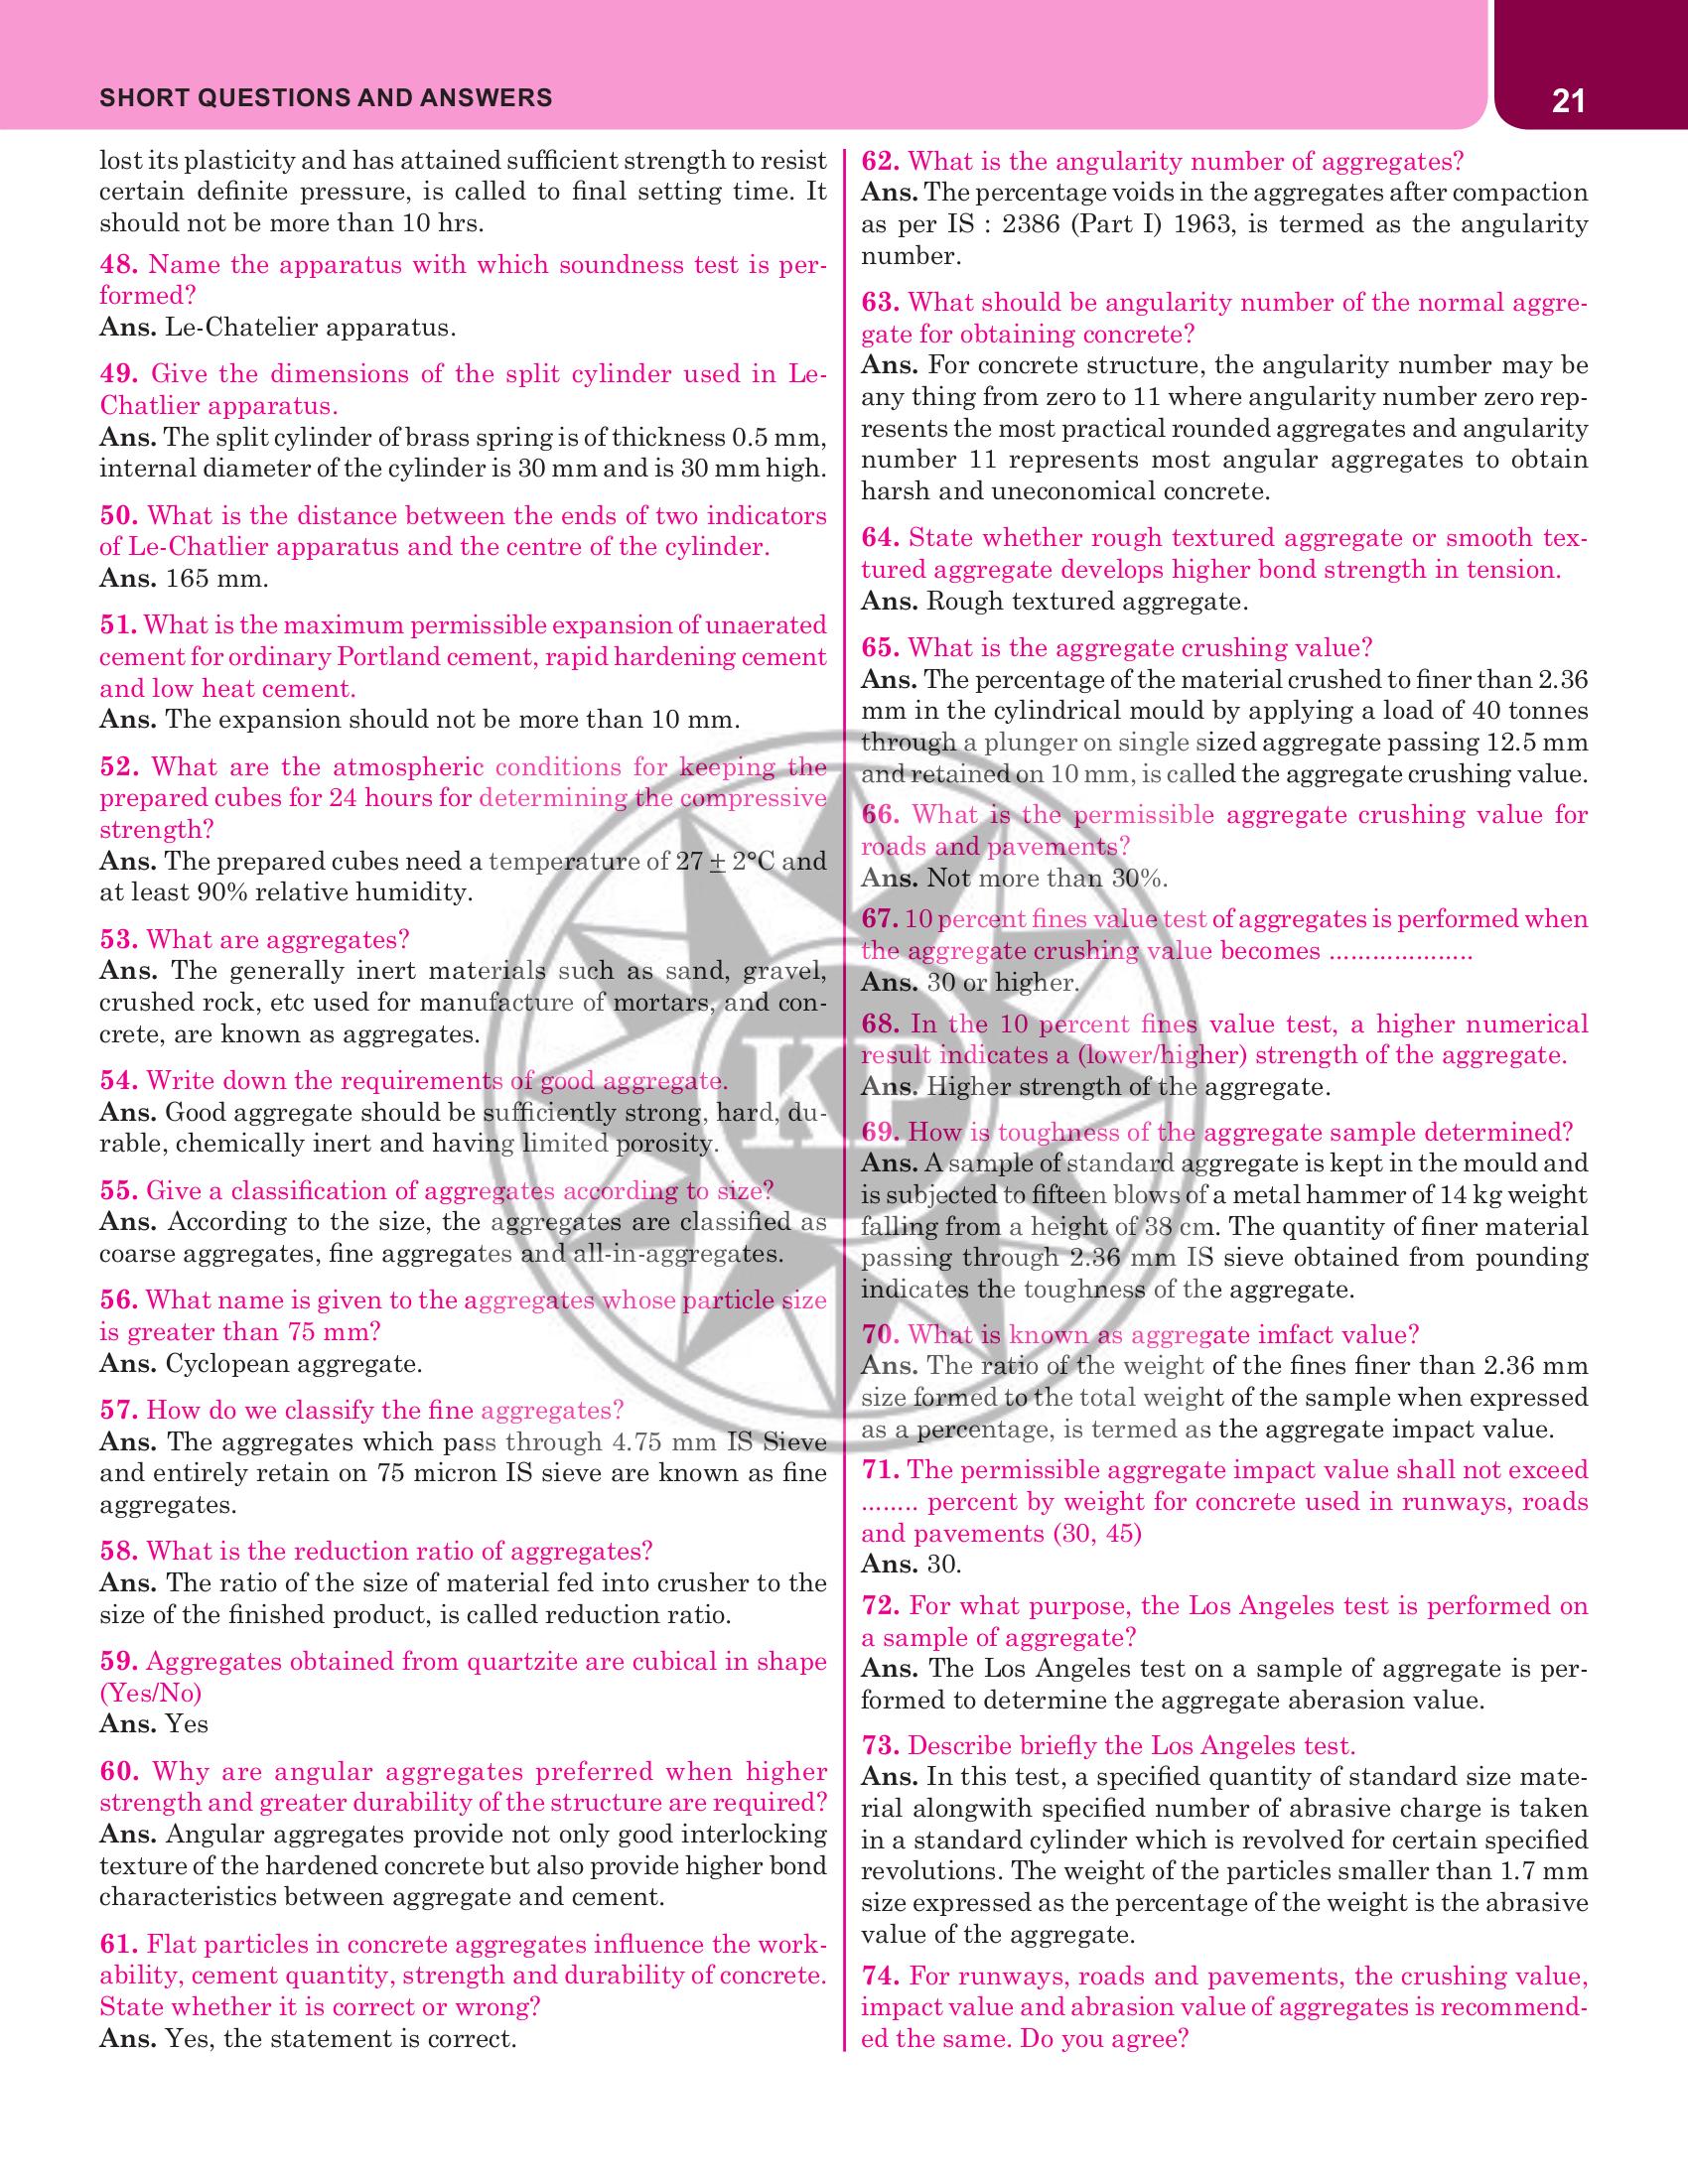 SHORT QUESTIONS AND ANSWERS
21
lost its plasticity and has attained sufficient strength to resist
certain definite pressure, is called to final setting time. It
should not be more than 10 hrs.
48. Name the apparatus with which soundness test is per-
formed?
Ans. Le-Chatelier apparatus.
49. Give the dimensions of the split cylinder used in Le-
Chatlier apparatus.
Ans. The split cylinder of brass spring is of thickness 0.5 mm,
internal diameter of the cylinder is 30 mm and is 30 mm high.
50. What is the distance between the ends of two indicators
of Le-Chatlier apparatus and the centre of the cylinder.
Ans. 165 mm.
51. What is the maximum permissible expansion of unaerated
cement for ordinary Portland cement, rapid hardening cement
and low heat cement.
Ans. The expansion should not be more than 10 mm.
52. What are the atmospheric conditions for keeping the
prepared cubes for 24 hours for determining the compressive
strength?
Ans. The prepared cubes need a temperature of 27 ± 2°C and
at least 90% relative humidity.
53. What are aggregates?
Ans. The generally inert materials such as sand, gravel,
crushed rock, etc used for manufacture of mortars, and con-
crete, are known as aggregates.
54. Write down the requirements of good aggregate.
Ans. Good aggregate should be sufficiently strong, hard, du-
rable, chemically inert and having limited porosity.
55. Give a classification of aggregates according to size?
Ans. According to the size, the aggregates are classified as
coarse aggregates, fine aggregates and all-in-aggregates.
56. What name is given to the aggregates whose particle size
is greater than 75 mm?
Ans. Cyclopean aggregate.
57. How do we classify the fine aggregates?
Ans. The aggregates which pass through 4.75 mm IS Sieve
and entirely retain on 75 micron IS sieve are known as fine
aggregates.
58. What is the reduction ratio of aggregates?
Ans. The ratio of the size of material fed into crusher to the
size of the finished product, is called reduction ratio.
59. Aggregates obtained from quartzite are cubical in shape
(Yes/No)
Ans. Yes
60. Why are angular aggregates preferred when higher
strength and greater durability of the structure are required?
Ans. Angular aggregates provide not only good interlocking
texture of the hardened concrete but also provide higher bond
characteristics between aggregate and cement.
61. Flat particles in concrete aggregates influence the work-
ability, cement quantity, strength and durability of concrete.
State whether it is correct or wrong?
Ans. Yes, the statement is correct.
62. What is the angularity number of aggregates?
Ans. The percentage voids in the aggregates after compaction
as per IS : 2386 (Part I) 1963, is termed as the angularity
number.
63. What should be angularity number of the normal aggre-
gate for obtaining concrete?
Ans. For concrete structure, the angularity number may be
any thing from zero to 11 where angularity number zero rep-
resents the most practical rounded aggregates and angularity
number 11 represents most angular aggregates to obtain
harsh and uneconomical concrete.
64. State whether rough textured aggregate or smooth tex-
tured aggregate develops higher bond strength in tension.
Ans. Rough textured aggregate.
65. What is the aggregate crushing value?
Ans. The percentage of the material crushed to finer than 2.36
mm in the cylindrical mould by applying a load of 40 tonnes
through a plunger on single sized aggregate passing 12.5 mm
and retained on 10 mm, is called the aggregate crushing value.
66. What is the permissible aggregate crushing value for
roads and pavements?
Ans. Not more than 30%.
67. 10 percent fines value test of aggregates is performed when
the aggregate crushing value becomes ....................
Ans. 30 or higher.
68. In the 10 percent fines value test, a higher numerical
result indicates a (lower/higher) strength of the aggregate.
Ans. Higher strength of the aggregate.
69. How is toughness of the aggregate sample determined?
Ans. A sample of standard aggregate is kept in the mould and
is subjected to fifteen blows of a metal hammer of 14 kg weight
falling from a height of 38 cm. The quantity of finer material
passing through 2.36 mm IS sieve obtained from pounding
indicates the toughness of the aggregate.
70. What is known as aggregate imfact value?
Ans. The ratio of the weight of the fines finer than 2.36 mm
size formed to the total weight of the sample when expressed
as a percentage, is termed as the aggregate impact value.
71. The permissible aggregate impact value shall not exceed
........ percent by weight for concrete used in runways, roads
and pavements (30, 45)
Ans. 30.
72. For what purpose, the Los Angeles test is performed on
a sample of aggregate?
Ans. The Los Angeles test on a sample of aggregate is per-
formed to determine the aggregate aberasion value.
73. Describe briefly the Los Angeles test.
Ans. In this test, a specified quantity of standard size mate-
rial alongwith specified number of abrasive charge is taken
in a standard cylinder which is revolved for certain specified
revolutions. The weight of the particles smaller than 1.7 mm
size expressed as the percentage of the weight is the abrasive
value of the aggregate.
74. For runways, roads and pavements, the crushing value,
impact value and abrasion value of aggregates is recommend-
ed the same. Do you agree?
KP